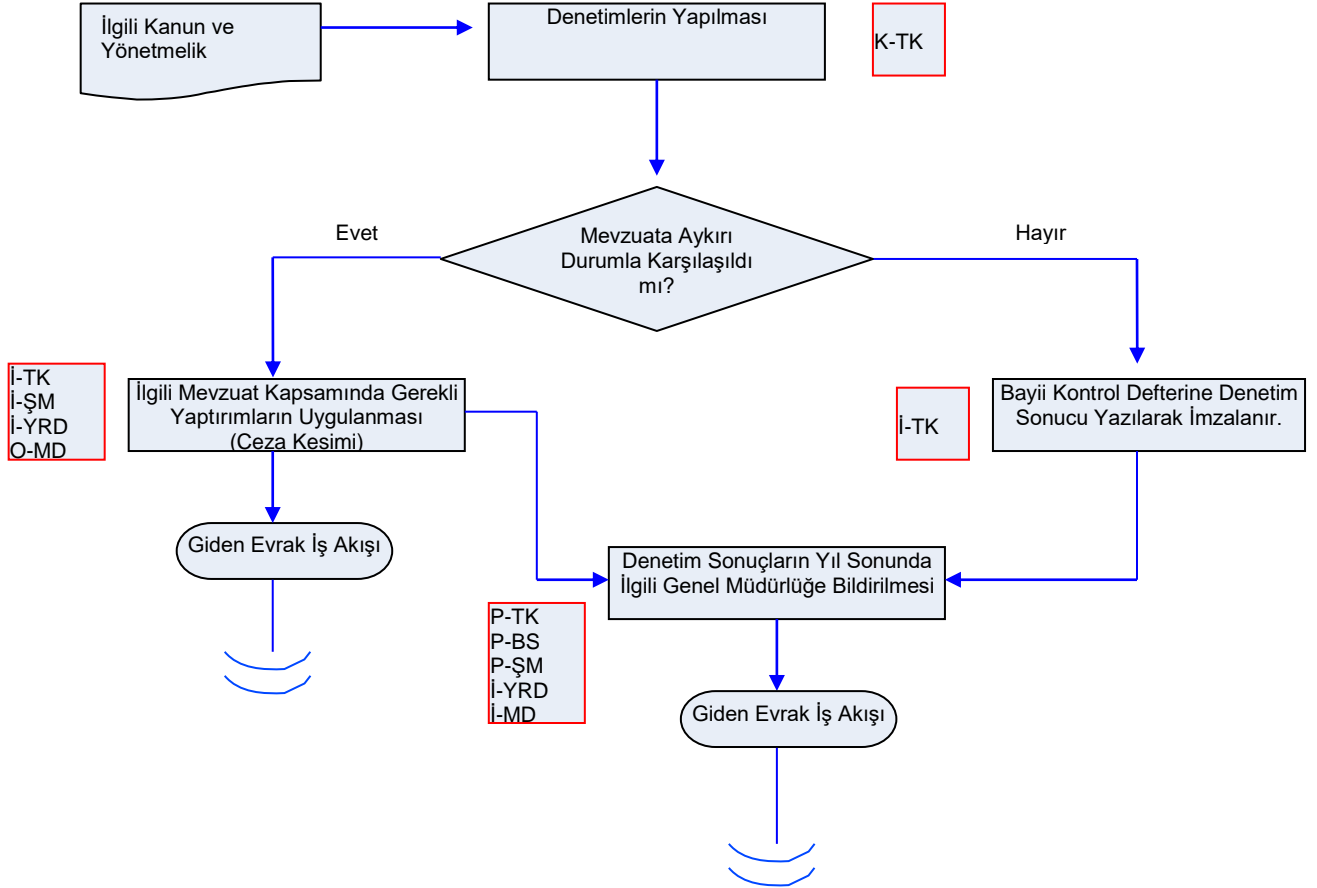 İlgili Kanun ve
Yönetmelik
Denetimlerin Yapılması
K-TK
Mevzuata Aykırı
Durumla Karşılaşıldı
mı?
Evet
Hayır
İ-TK
İ-ŞM
İ-YRD
O-MD
İlgili Mevzuat Kapsamında Gerekli
Yaptırımların Uygulanması
(Ceza Kesimi)
İ-TK
Bayii Kontrol Defterine Denetim
Sonucu Yazılarak İmzalanır.
Giden Evrak İş Akışı
Denetim Sonuçların Yıl Sonunda
İlgili Genel Müdürlüğe Bildirilmesi
P-TK
P-BS
P-ŞM
İ-YRD
İ-MD
Giden Evrak İş Akışı